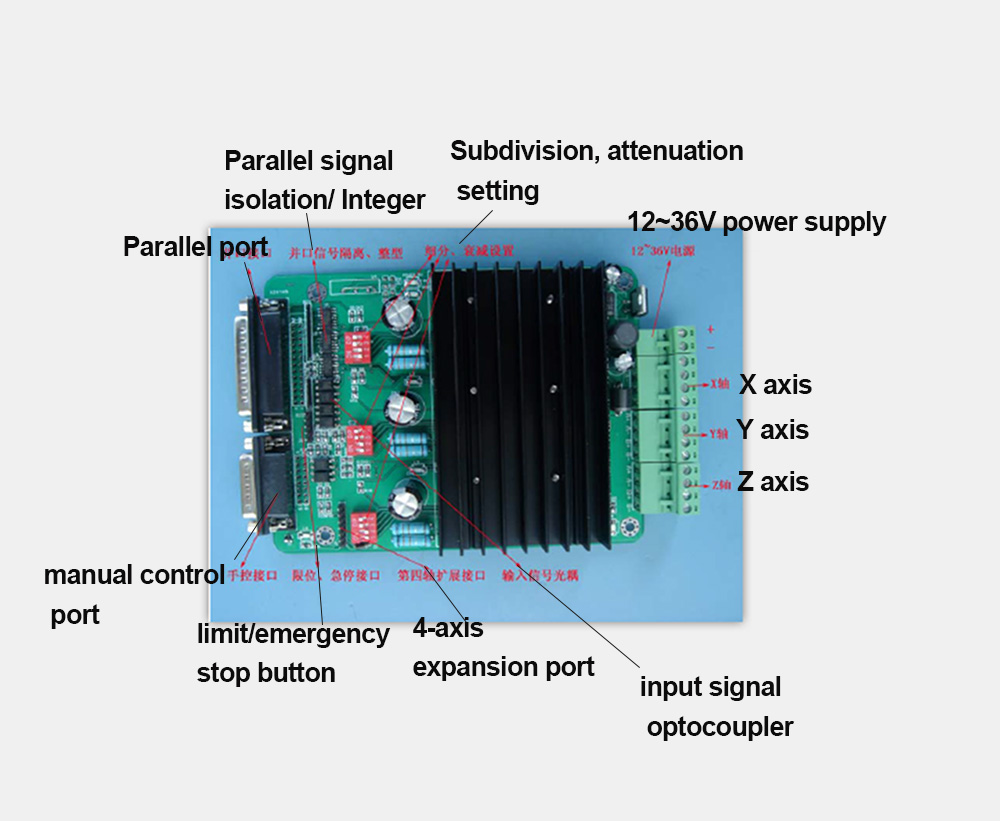 Parallel signal
isolation/ Integer
Subdivision, attenuation
setting
12~36V power supply
Parallel port
并口信号隔离、整型
细分、衰减设置
12~36V电源
+
−
X轴
X axis
Y轴
Y axis
Z轴
Z axis
手控接口
限位、急停接口
第四轴扩展接口
输入信号光耦
manual control
port
limit/emergency
stop button
4-axis
expansion port
input signal
optocoupler